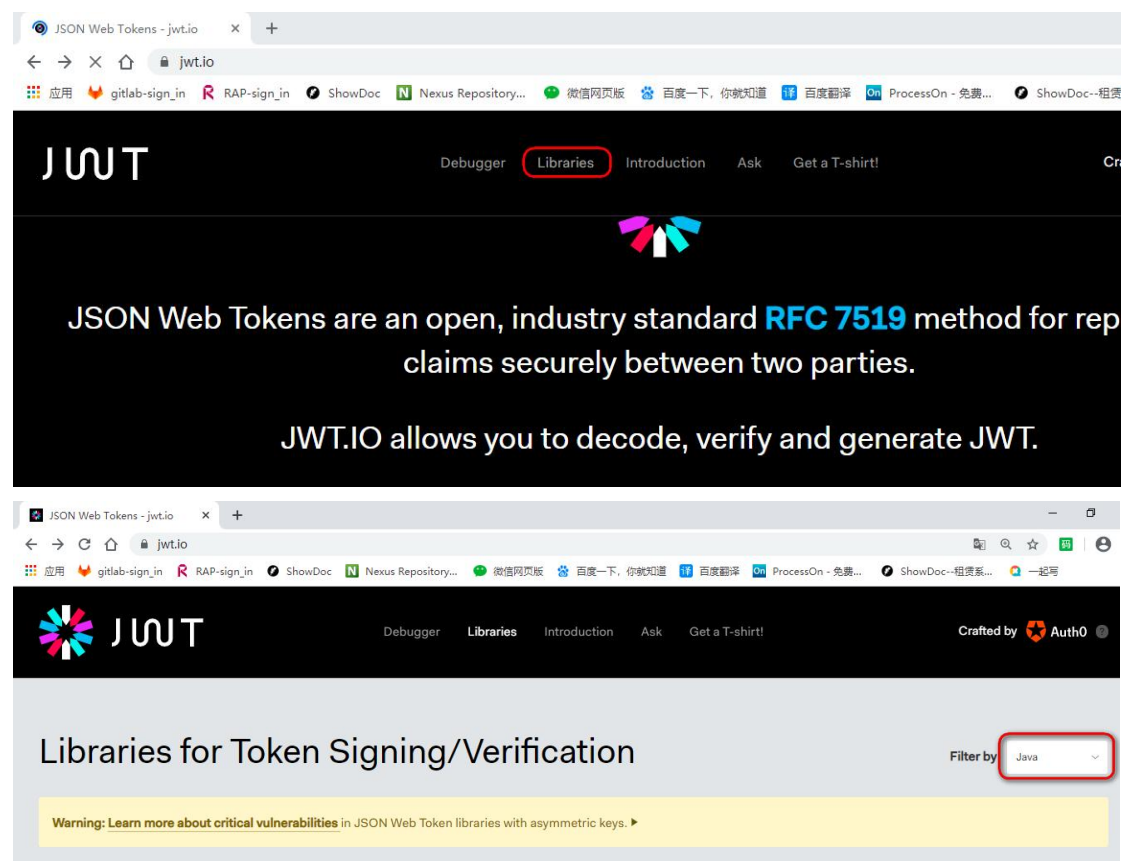 JSON Web Tokens - jwt.io
jwt.io
应用 gitlab-sign_in RAP-sign_in ShowDoc Nexus Repository... 微信网页版 百度一下，你就知道 百度翻译 ProcessOn - 免费... ShowDoc--租赁
JWT Debugger Libraries Introduction Ask Get a T-shirt! Cra
JSON Web Tokens are an open, industry standard RFC 7519 method for rep
claims securely between two parties.
JWT.IO allows you to decode, verify and generate JWT.
JSON Web Tokens - jwt.io
jwt.io
应用 gitlab-sign_in RAP-sign_in ShowDoc Nexus Repository... 微信网页版 百度一下，你就知道 百度翻译 ProcessOn - 免费... ShowDoc--租赁系... 一起写
JWT Debugger Libraries Introduction Ask Get a T-shirt! Crafted by Auth0
Libraries for Token Signing/Verification
Filter by Java
Warning: Learn more about critical vulnerabilities in JSON Web Token libraries with asymmetric keys.